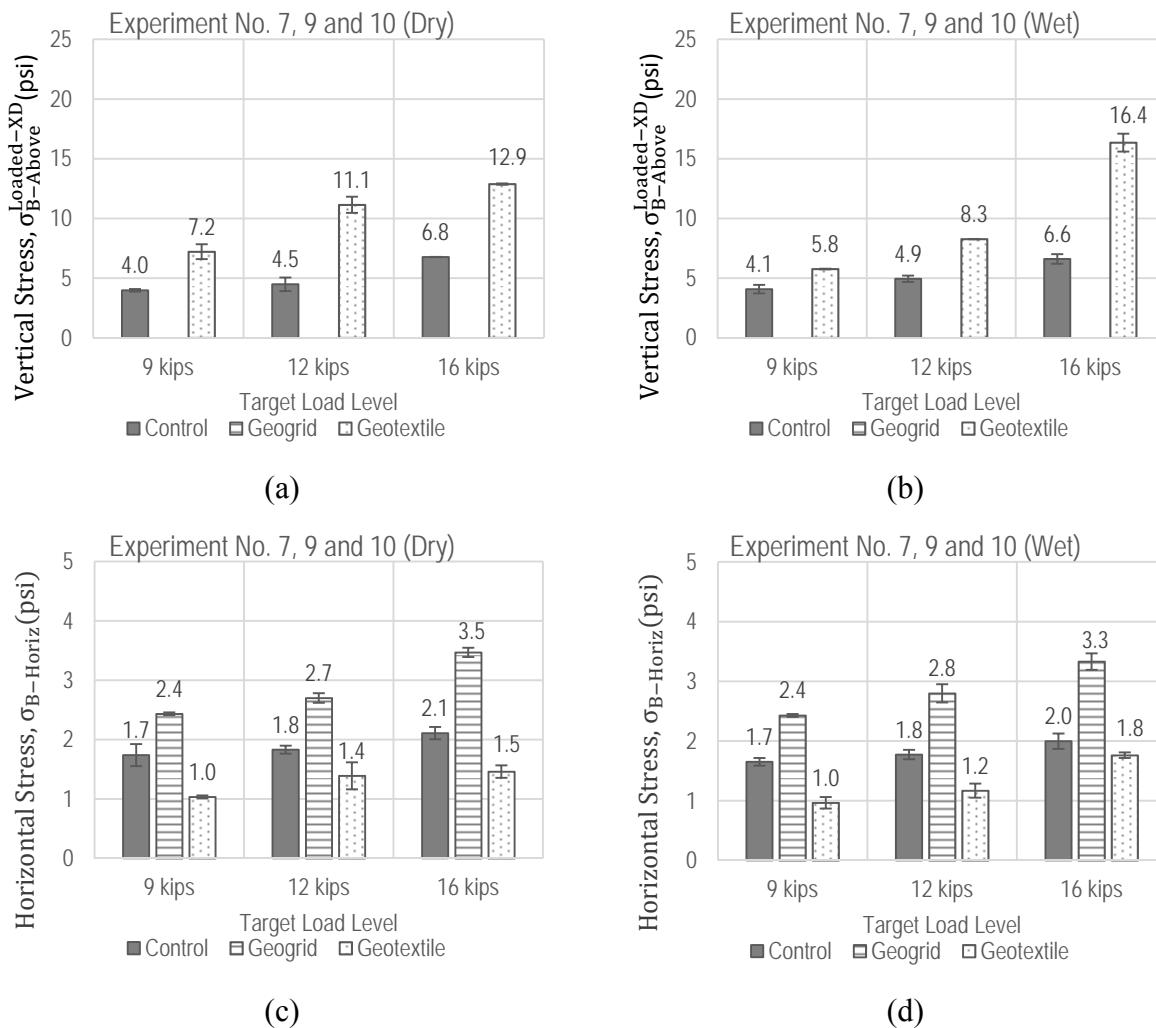 Experiment No. 7, 9 and 10 (Dry)
Vertical Stress, σ_{B-Above}^{Loaded-XD} (psi)
25
20
15
10
5
0
4.0
7.2
4.5
11.1
6.8
12.9
9 kips
12 kips
16 kips
Target Load Level
Control
Geogrid
Geotextile
(a)
Experiment No. 7, 9 and 10 (Wet)
Vertical Stress, σ_{B-Above}^{Loaded-XD} (psi)
25
20
15
10
5
0
4.1
5.8
4.9
8.3
6.6
16.4
9 kips
12 kips
16 kips
Target Load Level
Control
Geogrid
Geotextile
(b)
Experiment No. 7, 9 and 10 (Dry)
Horizontal Stress, σ_{B-Horiz} (psi)
5
4
3
2
1
0
1.7
2.4
1.0
1.8
2.7
1.4
2.1
3.5
1.5
9 kips
12 kips
16 kips
Target Load Level
Control
Geogrid
Geotextile
(c)
Experiment No. 7, 9 and 10 (Wet)
Horizontal Stress, σ_{B-Horiz} (psi)
5
4
3
2
1
0
1.7
2.4
1.0
1.8
2.8
1.2
2.0
3.3
1.8
9 kips
12 kips
16 kips
Target Load Level
Control
Geogrid
Geotextile
(d)